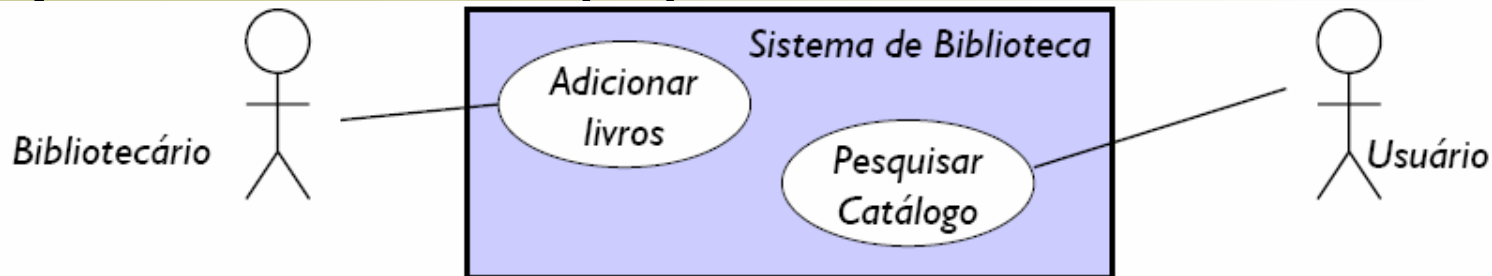 Sistema de Biblioteca
Adicionar
livros
Bibliotecário
Pesquisar
Catálogo
Usuário